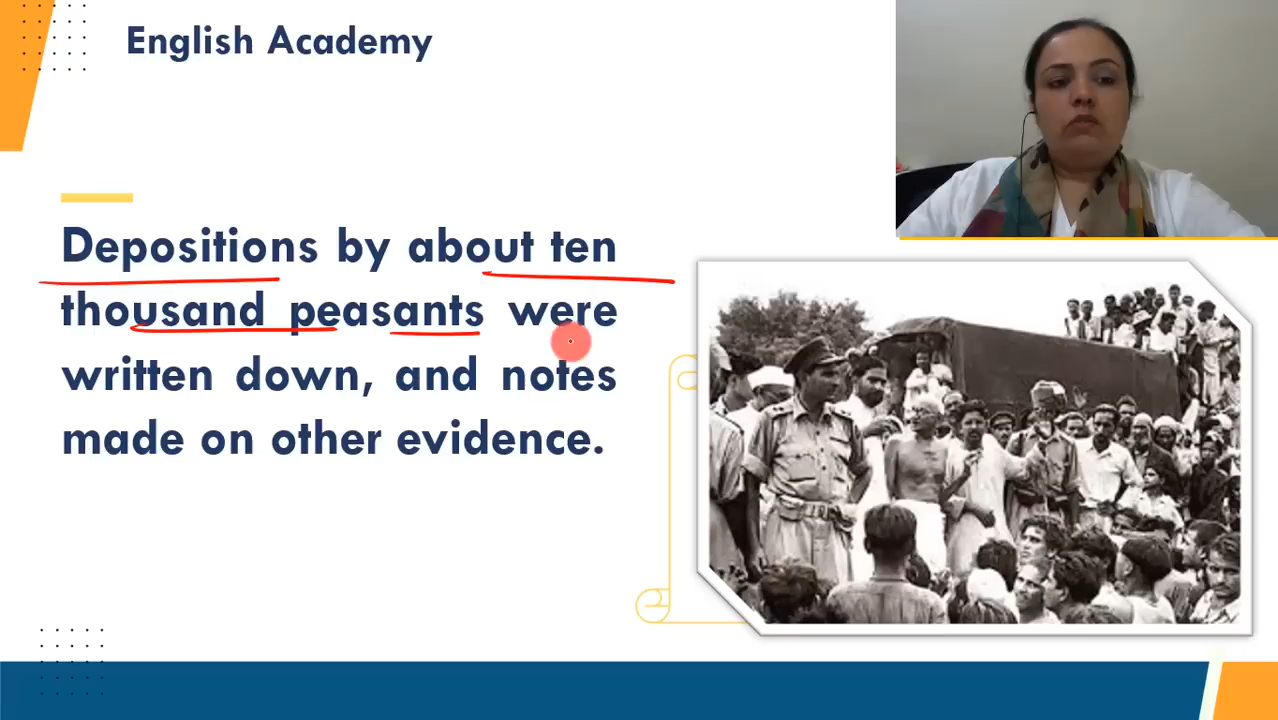 English Academy
Depositions by about ten
thousand peasants were
written down, and notes
made on other evidence.